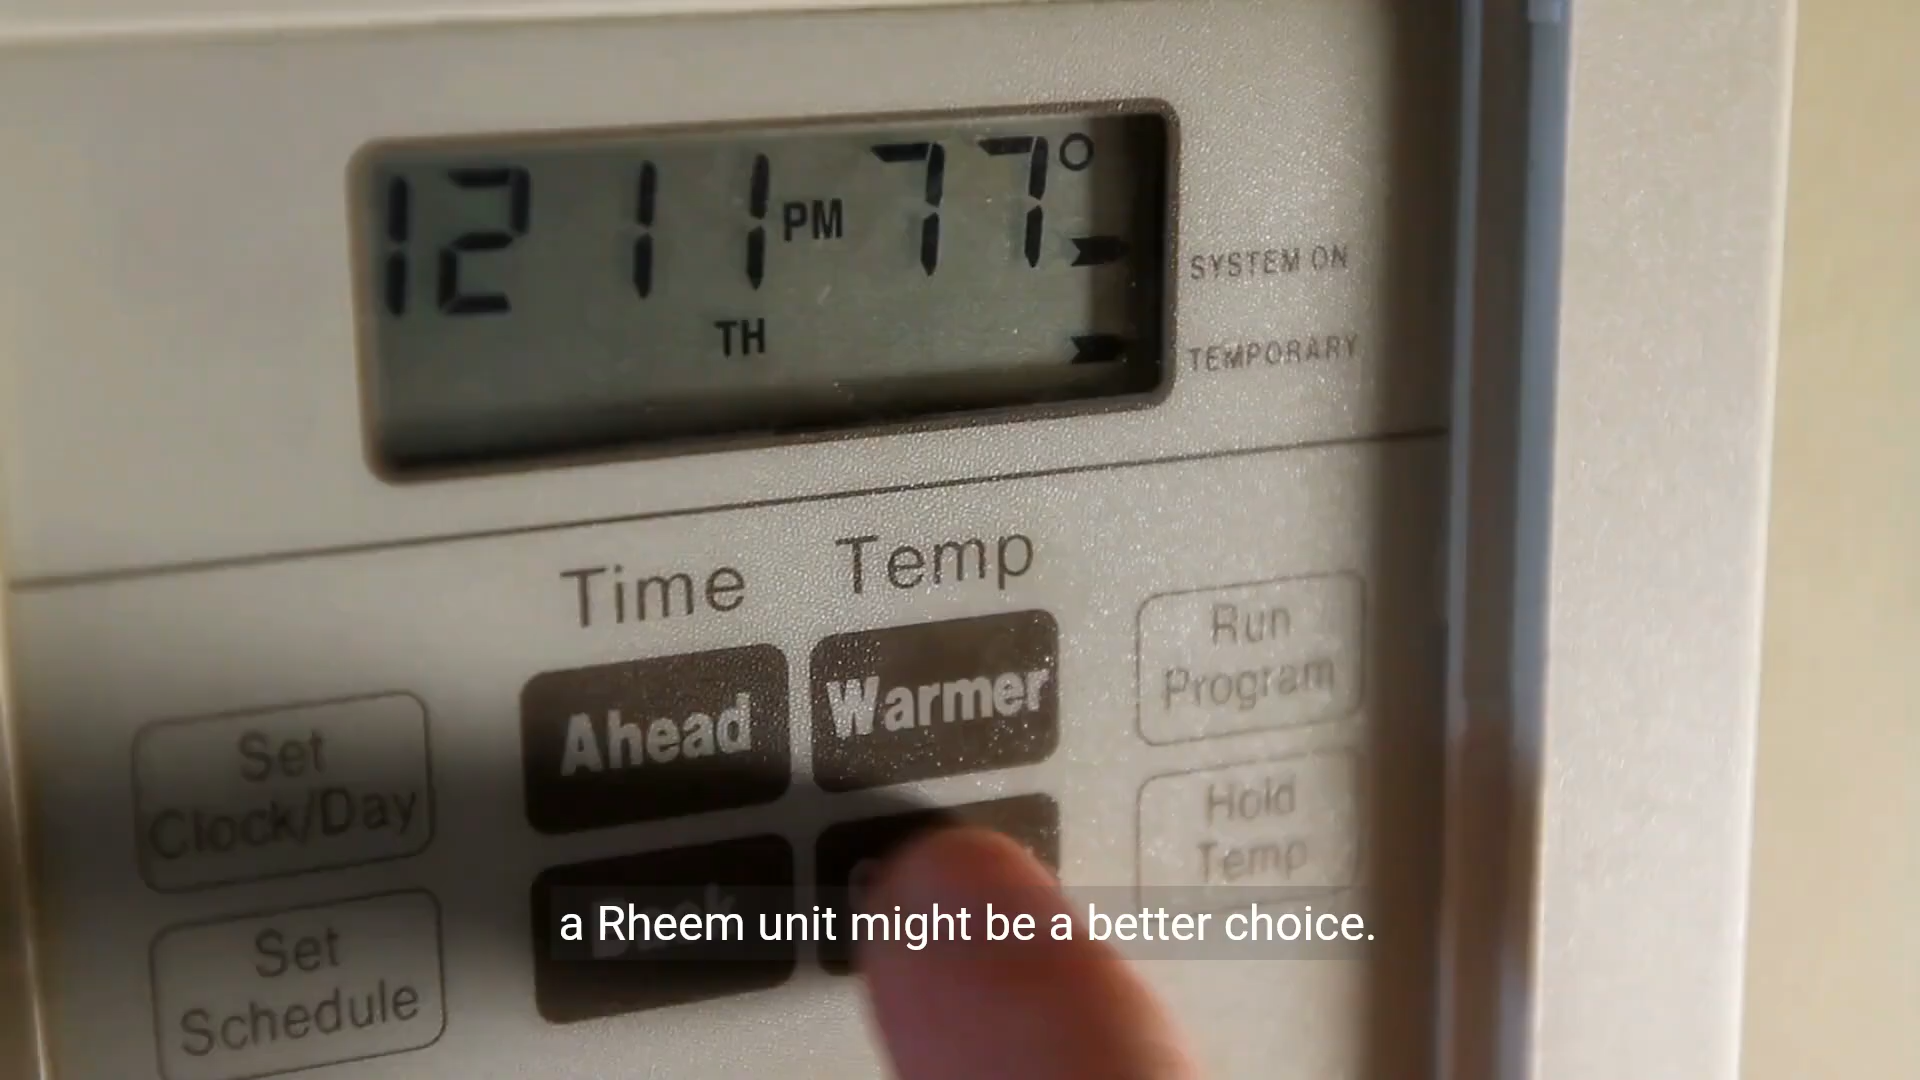 12 11 PM 77°
SYSTEM ON
TH
TEMPORARY
Time
Temp
Ahead
Warmer
Run
Program
Set
Clock/Day
Hold
Temp
Back
Set
Schedule
a Rheem unit might be a better choice.